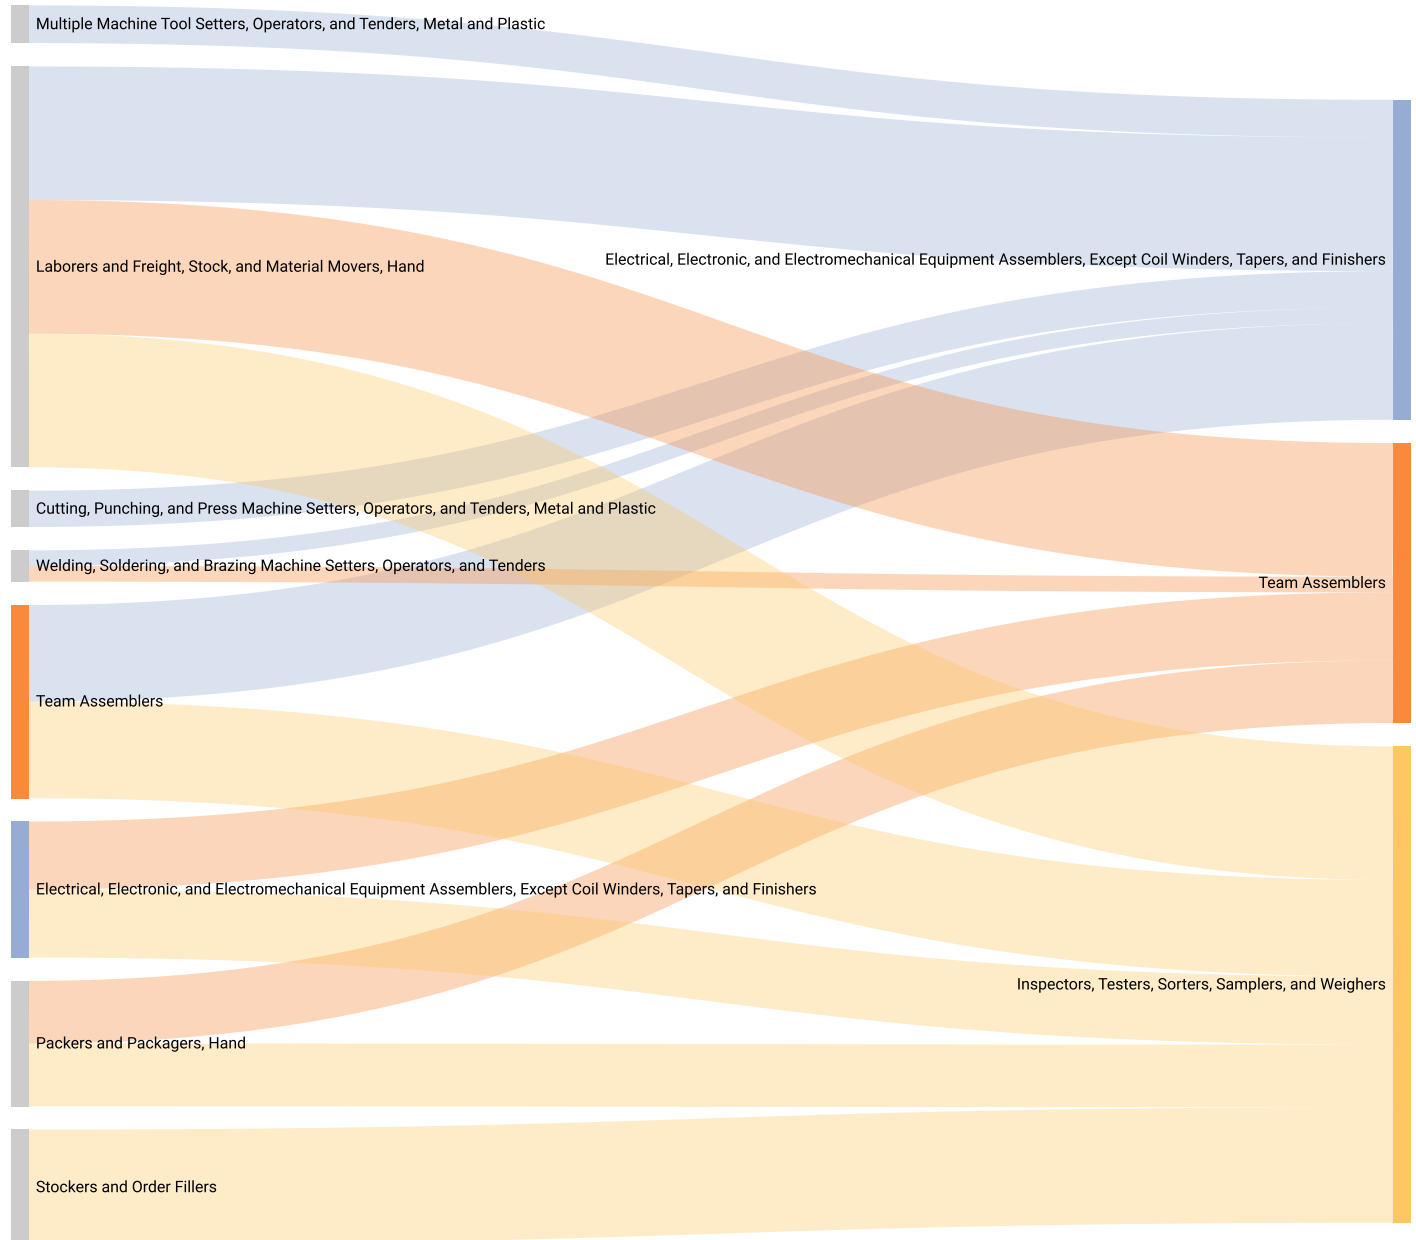 Multiple Machine Tool Setters, Operators, and Tenders, Metal and Plastic
Laborers and Freight, Stock, and Material Movers, Hand
Cutting, Punching, and Press Machine Setters, Operators, and Tenders, Metal and Plastic
Welding, Soldering, and Brazing Machine Setters, Operators, and Tenders
Team Assemblers
Electrical, Electronic, and Electromechanical Equipment Assemblers, Except Coil Winders, Tapers, and Finishers
Packers and Packagers, Hand
Stockers and Order Fillers
Electrical, Electronic, and Electromechanical Equipment Assemblers, Except Coil Winders, Tapers, and Finishers
Team Assemblers
Inspectors, Testers, Sorters, Samplers, and Weighers